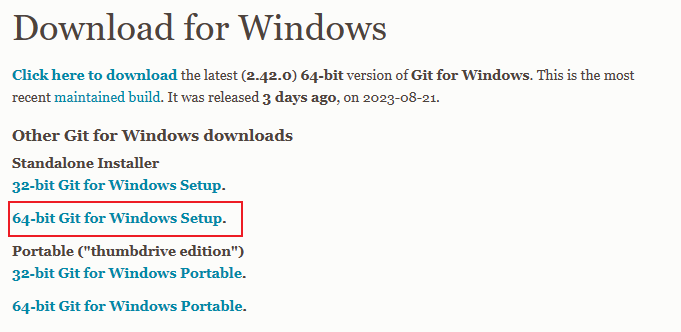 Download for Windows
Click here to download the latest (2.42.0) 64-bit version of Git for Windows. This is the most
recent maintained build. It was released 3 days ago, on 2023-08-21.
Other Git for Windows downloads
Standalone Installer
32-bit Git for Windows Setup.
64-bit Git for Windows Setup.
Portable ("thumbdrive edition")
32-bit Git for Windows Portable.
64-bit Git for Windows Portable.